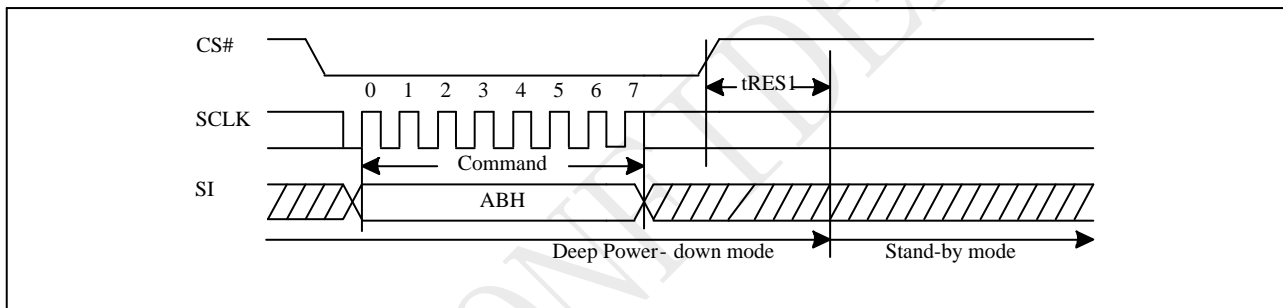 CS#
tRES1
0 1 2 3 4 5 6 7
SCLK
Command
SI
ABH
Deep Power- down mode Stand-by mode